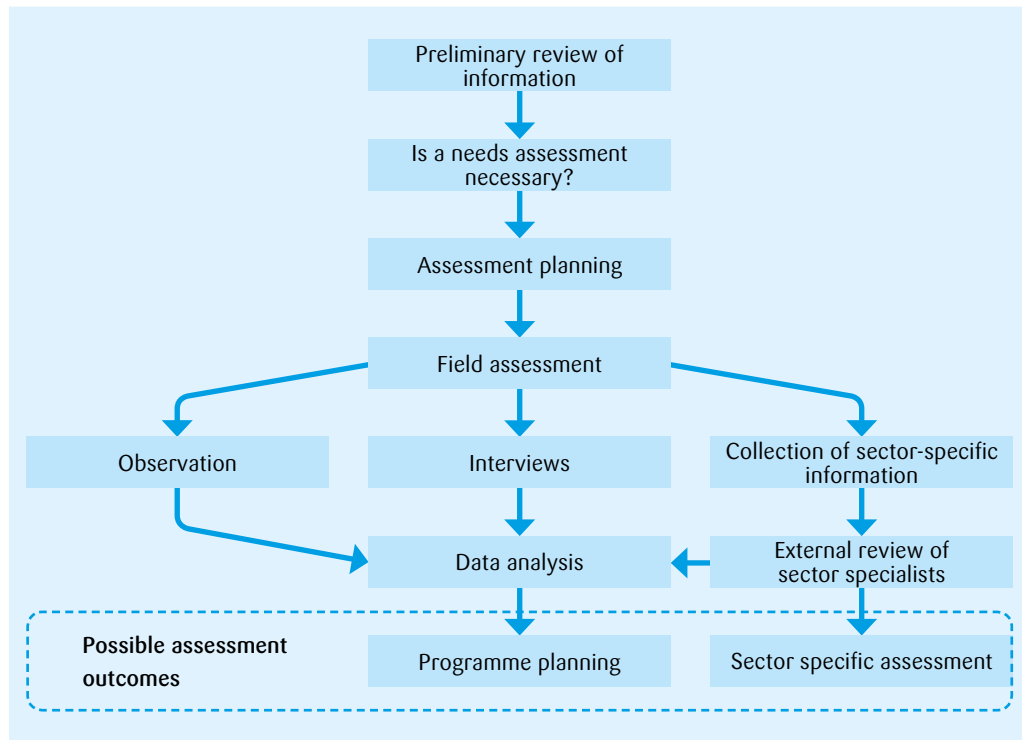 Preliminary review of
information
Is a needs assessment
necessary?
Assessment planning
Field assessment
Observation
Interviews
Collection of sector-specific
information
Data analysis
External review of
sector specialists
Possible assessment
outcomes
Programme planning
Sector specific assessment